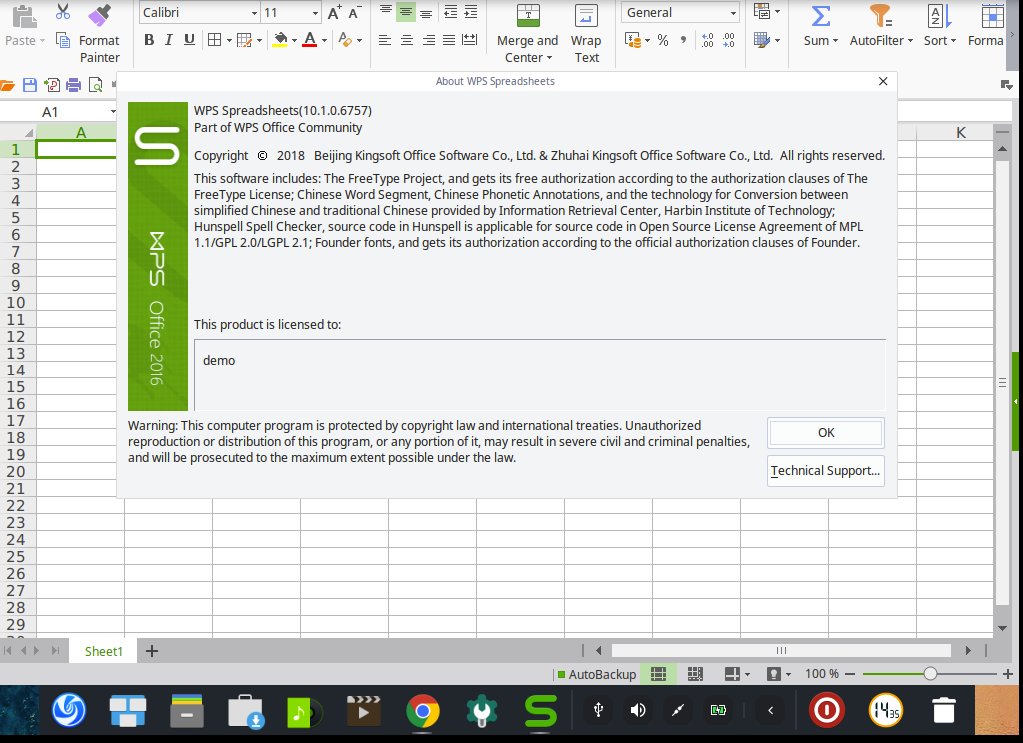 Calibri 11 A+ A- General
Paste Format Painter B I U A Merge and Center Wrap Text % , Sum AutoFilter Sort Forma
About WPS Spreadsheets
A1
A K
WPS Spreadsheets(10.1.0.6757)
Part of WPS Office Community
Copyright © 2018 Beijing Kingsoft Office Software Co., Ltd. & Zhuhai Kingsoft Office Software Co., Ltd. All rights reserved.
This software includes: The FreeType Project, and gets its free authorization according to the authorization clauses of The
FreeType License; Chinese Word Segment, Chinese Phonetic Annotations, and the technology for Conversion between
simplified Chinese and traditional Chinese provided by Information Retrieval Center, Harbin Institute of Technology;
Hunspell Spell Checker, source code in Hunspell is applicable for source code in Open Source License Agreement of MPL
1.1/GPL 2.0/LGPL 2.1; Founder fonts, and gets its authorization according to the official authorization clauses of Founder.
WPS Office 2016
This product is licensed to:
demo
Warning: This computer program is protected by copyright law and international treaties. Unauthorized
reproduction or distribution of this program, or any portion of it, may result in severe civil and criminal penalties,
and will be prosecuted to the maximum extent possible under the law.
OK
Technical Support...
1
2
3
4
5
6
7
8
9
10
11
12
13
14
15
16
17
18
19
20
21
22
23
24
25
26
27
28
29
Sheet1 +
AutoBackup 100 %
14 35